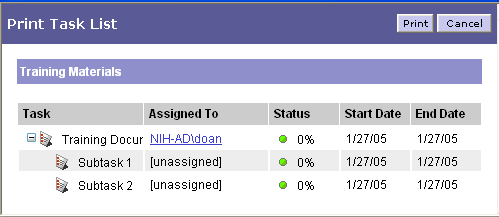 Print Task List
Print Cancel
Training Materials
Task Assigned To Status Start Date End Date
Training Docur NIH-AD\doan 0% 1/27/05 1/27/05
Subtask 1 [unassigned] 0% 1/27/05 1/27/05
Subtask 2 [unassigned] 0% 1/27/05 1/27/05